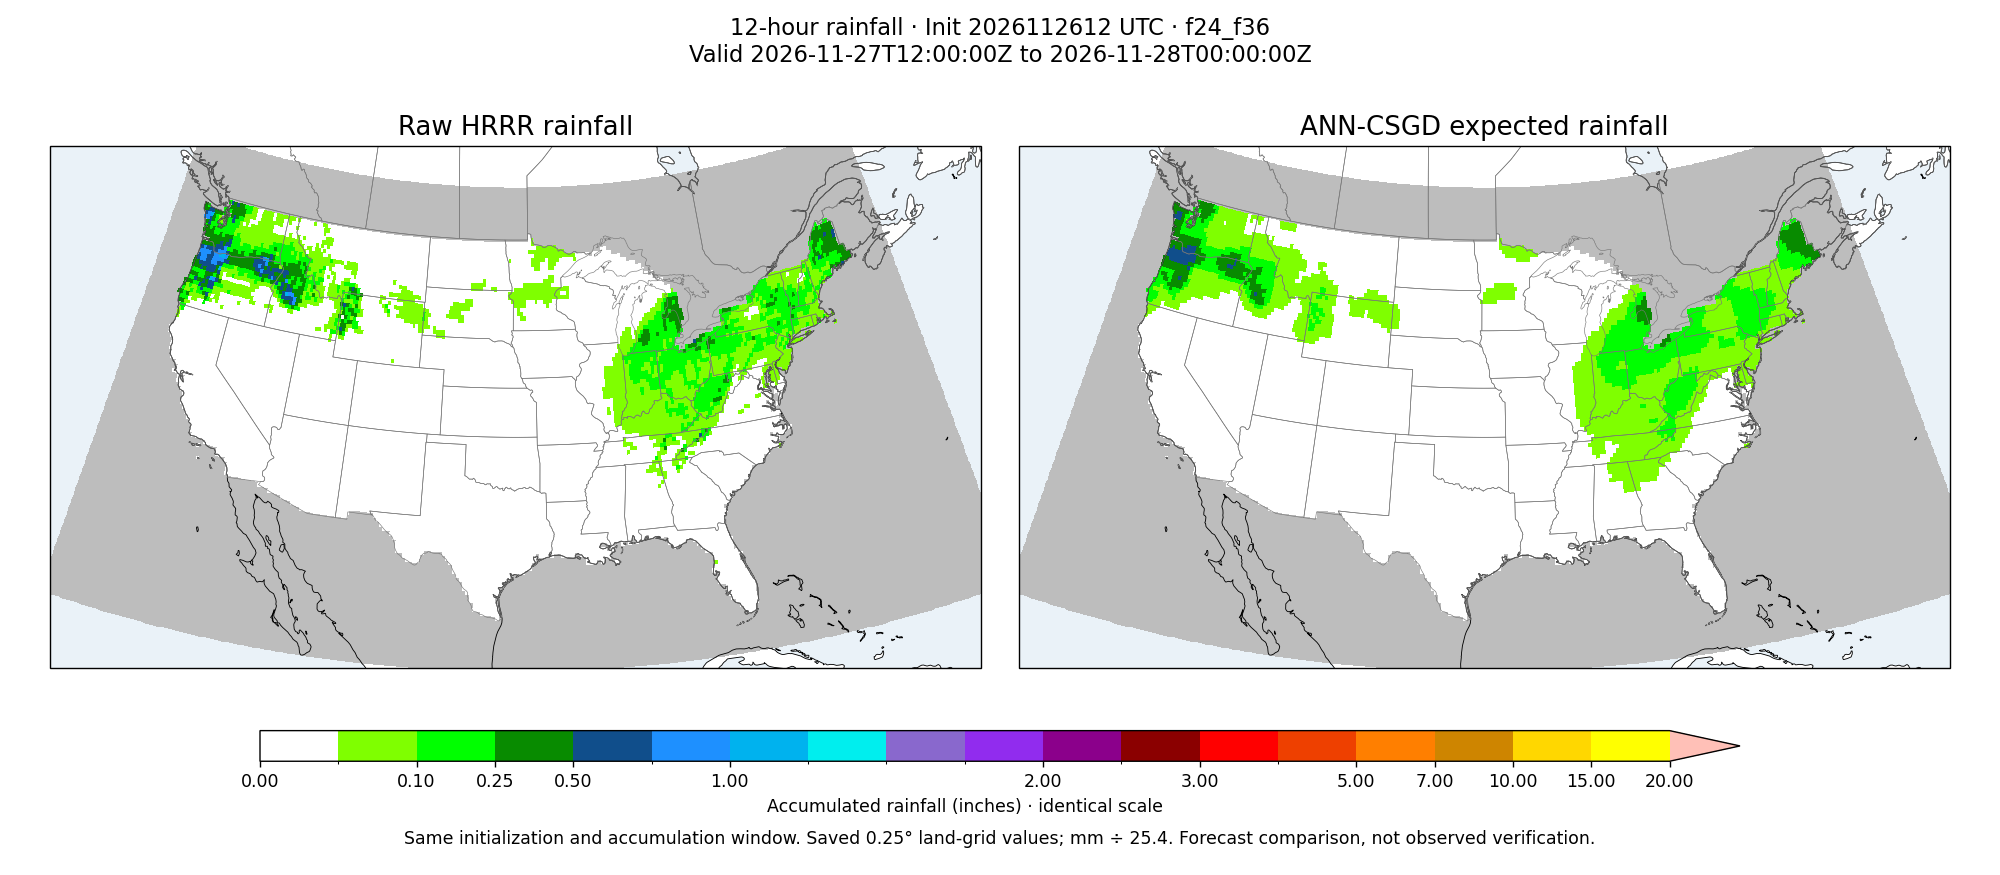 12-hour rainfall · Init 2026112612 UTC · f24_f36
Valid 2026-11-27T12:00:00Z to 2026-11-28T00:00:00Z
Raw HRRR rainfall
ANN-CSGD expected rainfall
0.00 0.10 0.25 0.50 1.00 2.00 3.00 5.00 7.00 10.00 15.00 20.00
Accumulated rainfall (inches) · identical scale
Same initialization and accumulation window. Saved 0.25° land-grid values; mm ÷ 25.4. Forecast comparison, not observed verification.